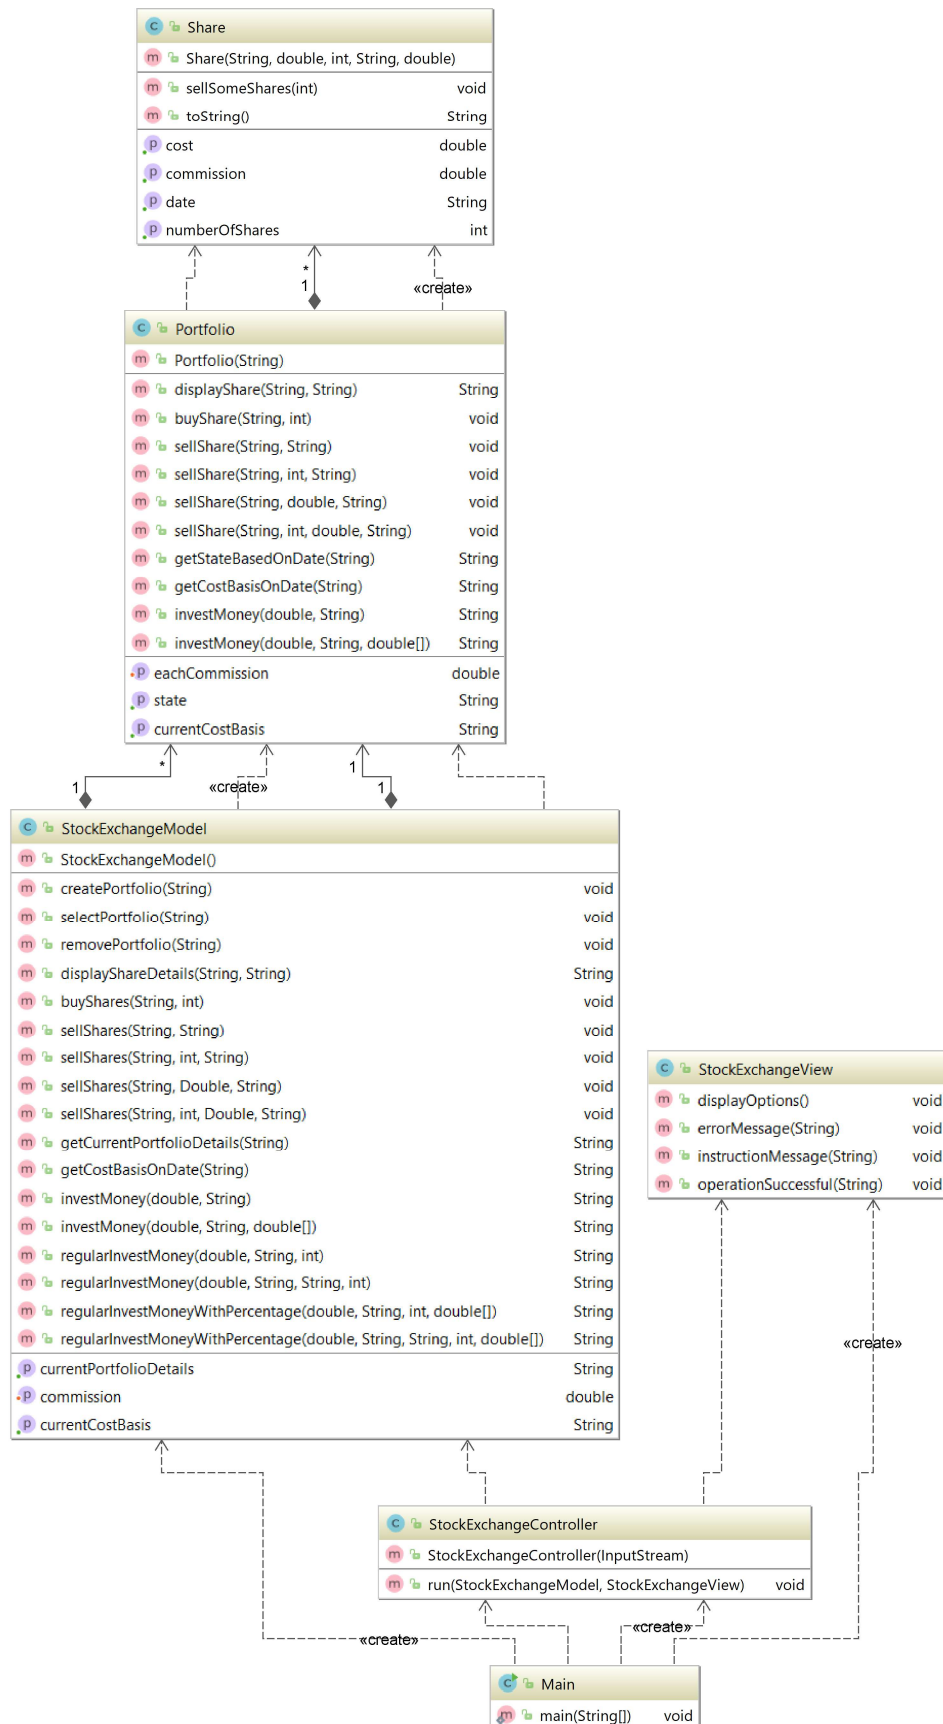 Share
Share(String, double, int, String, double)
sellSomeShares(int) void
toString() String
cost double
commission double
date String
numberOfShares int
*
1
«create»
Portfolio
Portfolio(String)
displayShare(String, String) String
buyShare(String, int) void
sellShare(String, String) void
sellShare(String, int, String) void
sellShare(String, double, String) void
sellShare(String, int, double, String) void
getStateBasedOnDate(String) String
getCostBasisOnDate(String) String
investMoney(double, String) String
investMoney(double, String, double[]) String
eachCommission double
state String
currentCostBasis String
* 1
1 «create» 1
StockExchangeModel
StockExchangeModel()
createPortfolio(String) void
selectPortfolio(String) void
removePortfolio(String) void
displayShareDetails(String, String) String
buyShares(String, int) void
sellShares(String, String) void
sellShares(String, int, String) void
sellShares(String, Double, String) void
sellShares(String, int, Double, String) void
getCurrentPortfolioDetails(String) String
getCostBasisOnDate(String) String
investMoney(double, String) String
investMoney(double, String, double[]) String
regularInvestMoney(double, String, int) String
regularInvestMoney(double, String, String, int) String
regularInvestMoneyWithPercentage(double, String, int, double[]) String
regularInvestMoneyWithPercentage(double, String, String, int, double[]) String
currentPortfolioDetails String
commission double
currentCostBasis String
StockExchangeView
displayOptions() void
errorMessage(String) void
instructionMessage(String) void
operationSuccessful(String) void
«create»
StockExchangeController
StockExchangeController(InputStream)
run(StockExchangeModel, StockExchangeView) void
«create» «create»
Main
main(String[]) void